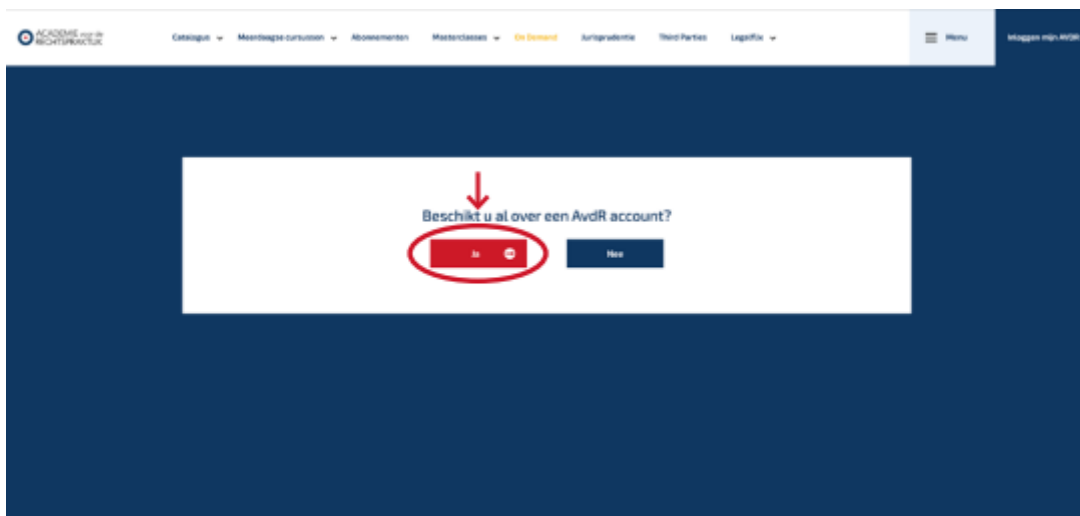 ACADEMIE voor de
RECHTSPRAKTIJK
Catalogus
Meerdaagse cursussen
Abonnementen
Masterclasses
On Demand
Jurisprudentie
Third Parties
Legalflix
Menu
Inloggen mijn AVDR
Beschikt u al over een AvdR account?
Ja
Nee